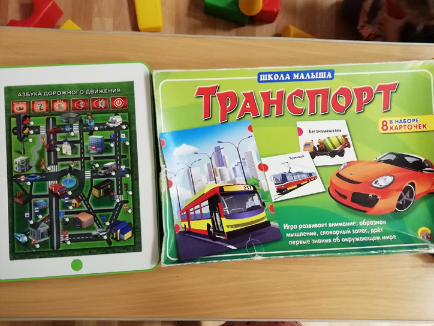 АЗБУКА ДОРОЖНОГО ДВИЖЕНИЯ
ШКОЛА МАЛЫША
ТРАНСПОРТ
8 В НАБОРЕ
КАРТОЧЕК
Бетономешалка
Трамвай
Игра развивает внимание, образное
мышление, словарный запас, даёт
первые знания об окружающем мире